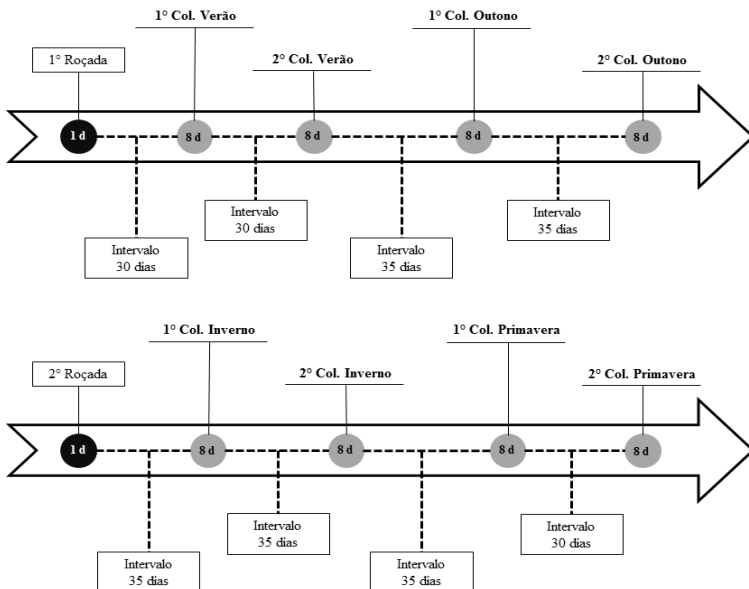 1° Col. Verão
1° Col. Outono
1° Roçada
2° Col. Verão
2° Col. Outono
1 d
8 d
8 d
8 d
8 d
Intervalo
30 dias
Intervalo
30 dias
Intervalo
35 dias
Intervalo
35 dias
1° Col. Inverno
1° Col. Primavera
2° Roçada
2° Col. Inverno
2° Col. Primavera
1 d
8 d
8 d
8 d
8 d
Intervalo
35 dias
Intervalo
35 dias
Intervalo
35 dias
Intervalo
30 dias